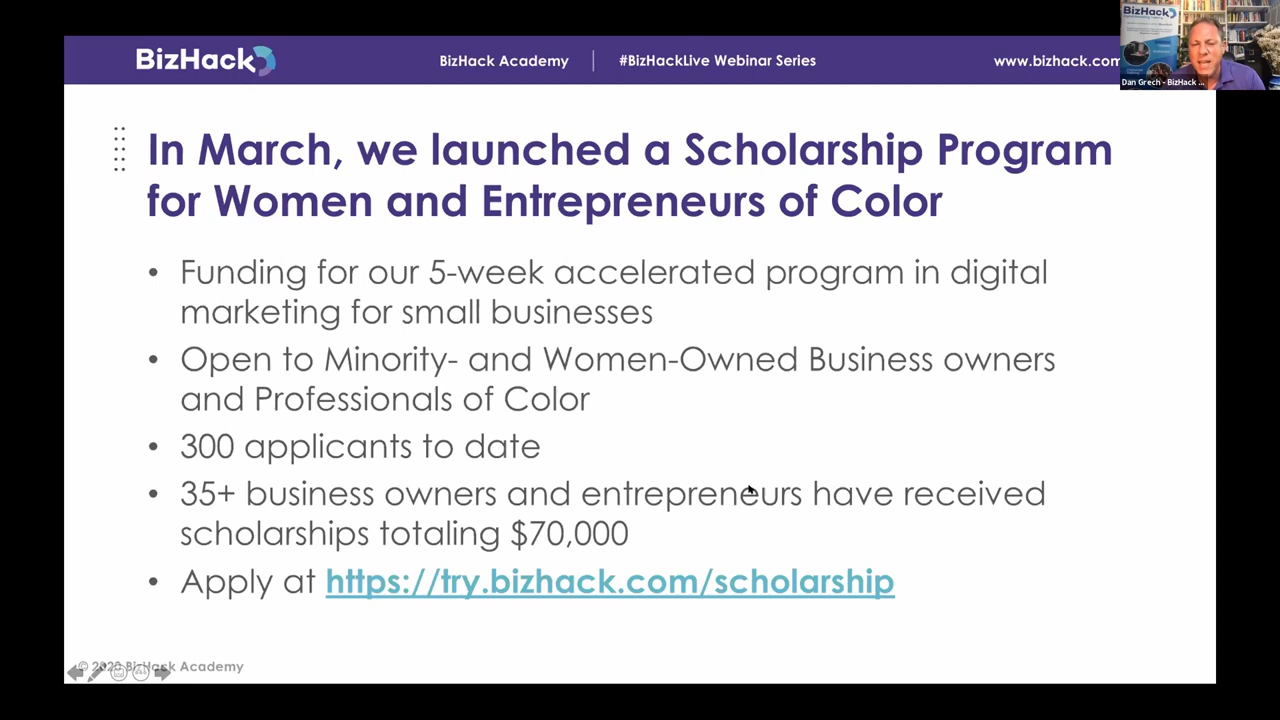 BizHack
BizHack Academy
#BizHackLive Webinar Series
www.bizhack.com
BizHack
Dan Grech - BizHack ...
In March, we launched a Scholarship Program
for Women and Entrepreneurs of Color
• Funding for our 5-week accelerated program in digital
marketing for small businesses
• Open to Minority- and Women-Owned Business owners
and Professionals of Color
• 300 applicants to date
• 35+ business owners and entrepreneurs have received
scholarships totaling $70,000
• Apply at https://try.bizhack.com/scholarship
© 2020 BizHack Academy